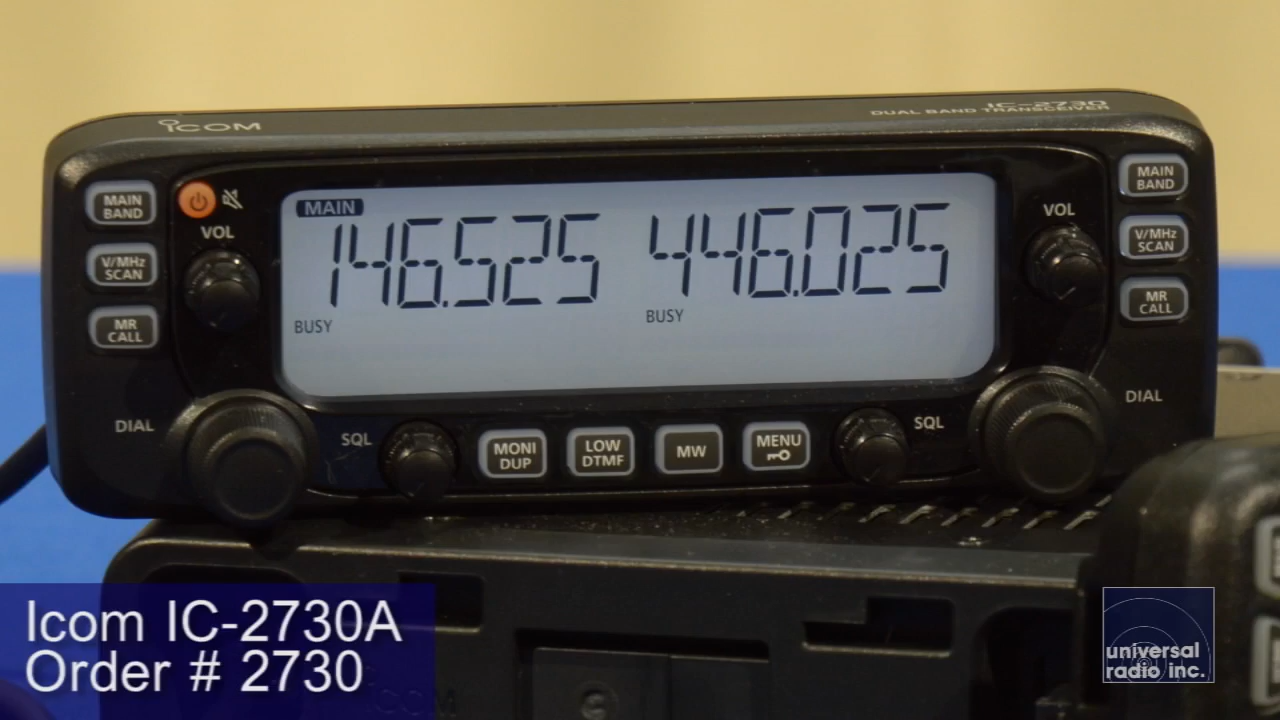 ICOM
IC-2730
DUAL BAND TRANSCEIVER
MAIN
BAND
V/MHz
SCAN
MR
CALL
VOL
MAIN
146.525
446.025
BUSY
BUSY
VOL
MAIN
BAND
V/MHz
SCAN
MR
CALL
DIAL
SQL
MONI
DUP
LOW
DTMF
MW
MENU
SQL
DIAL
ICOM
Icom IC-2730A
Order # 2730
universal
radio inc.